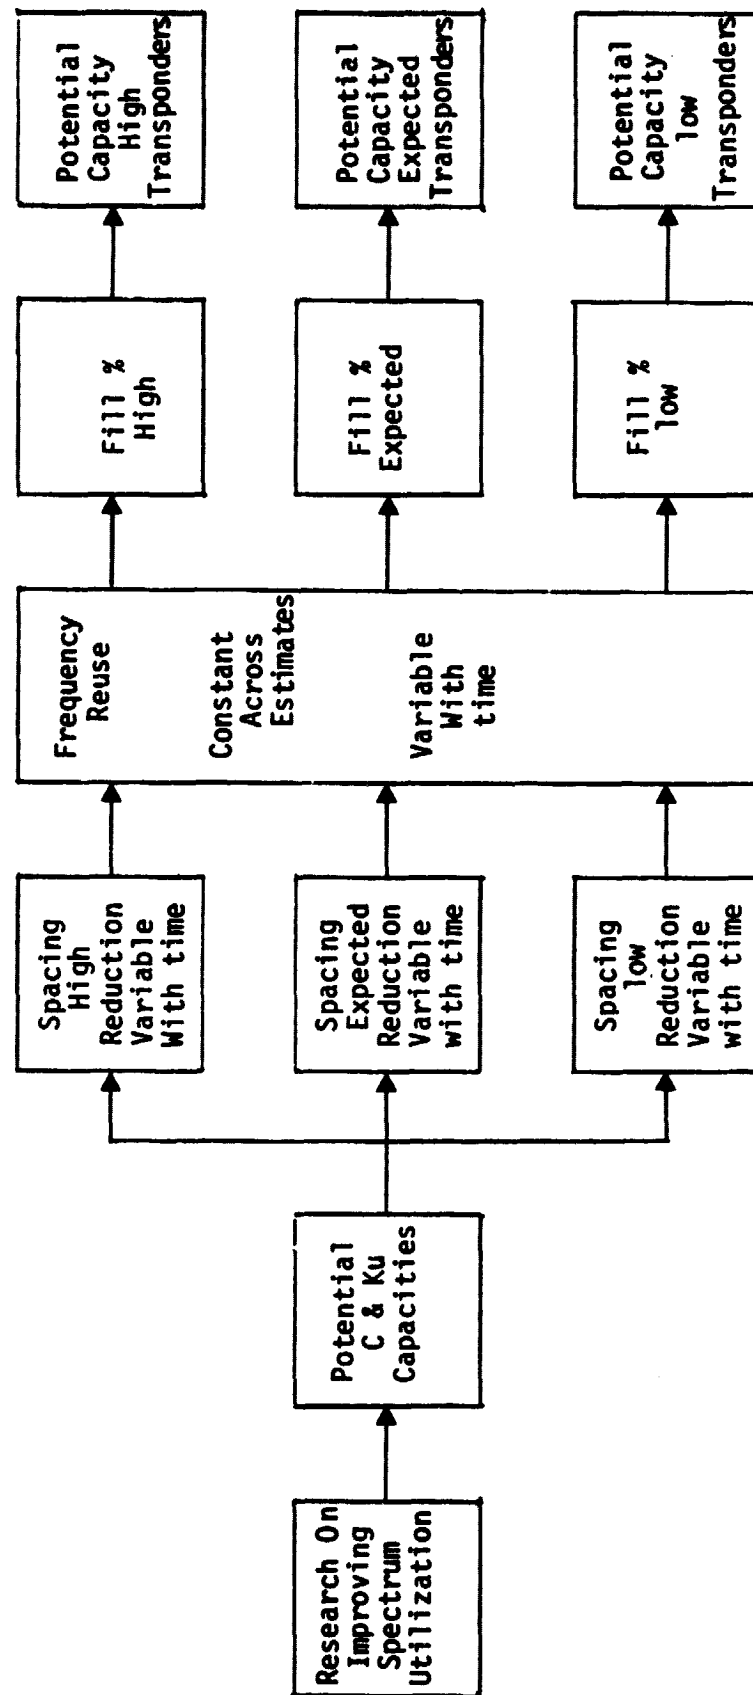 Research On
Improving
Spectrum
Utilization
Potential
C & Ku
Capacities
Spacing
High
Reduction
Variable
With time
Spacing
Expected
Reduction
Variable
with time
Spacing
low
Reduction
Variable
with time
Frequency
Reuse
Constant
Across
Estimates
Variable
With
time
Fill %
High
Fill %
Expected
Fill %
low
Potential
Capacity
High
Transponders
Potential
Capacity
Expected
Transponders
Potential
Capacity
low
Transponders